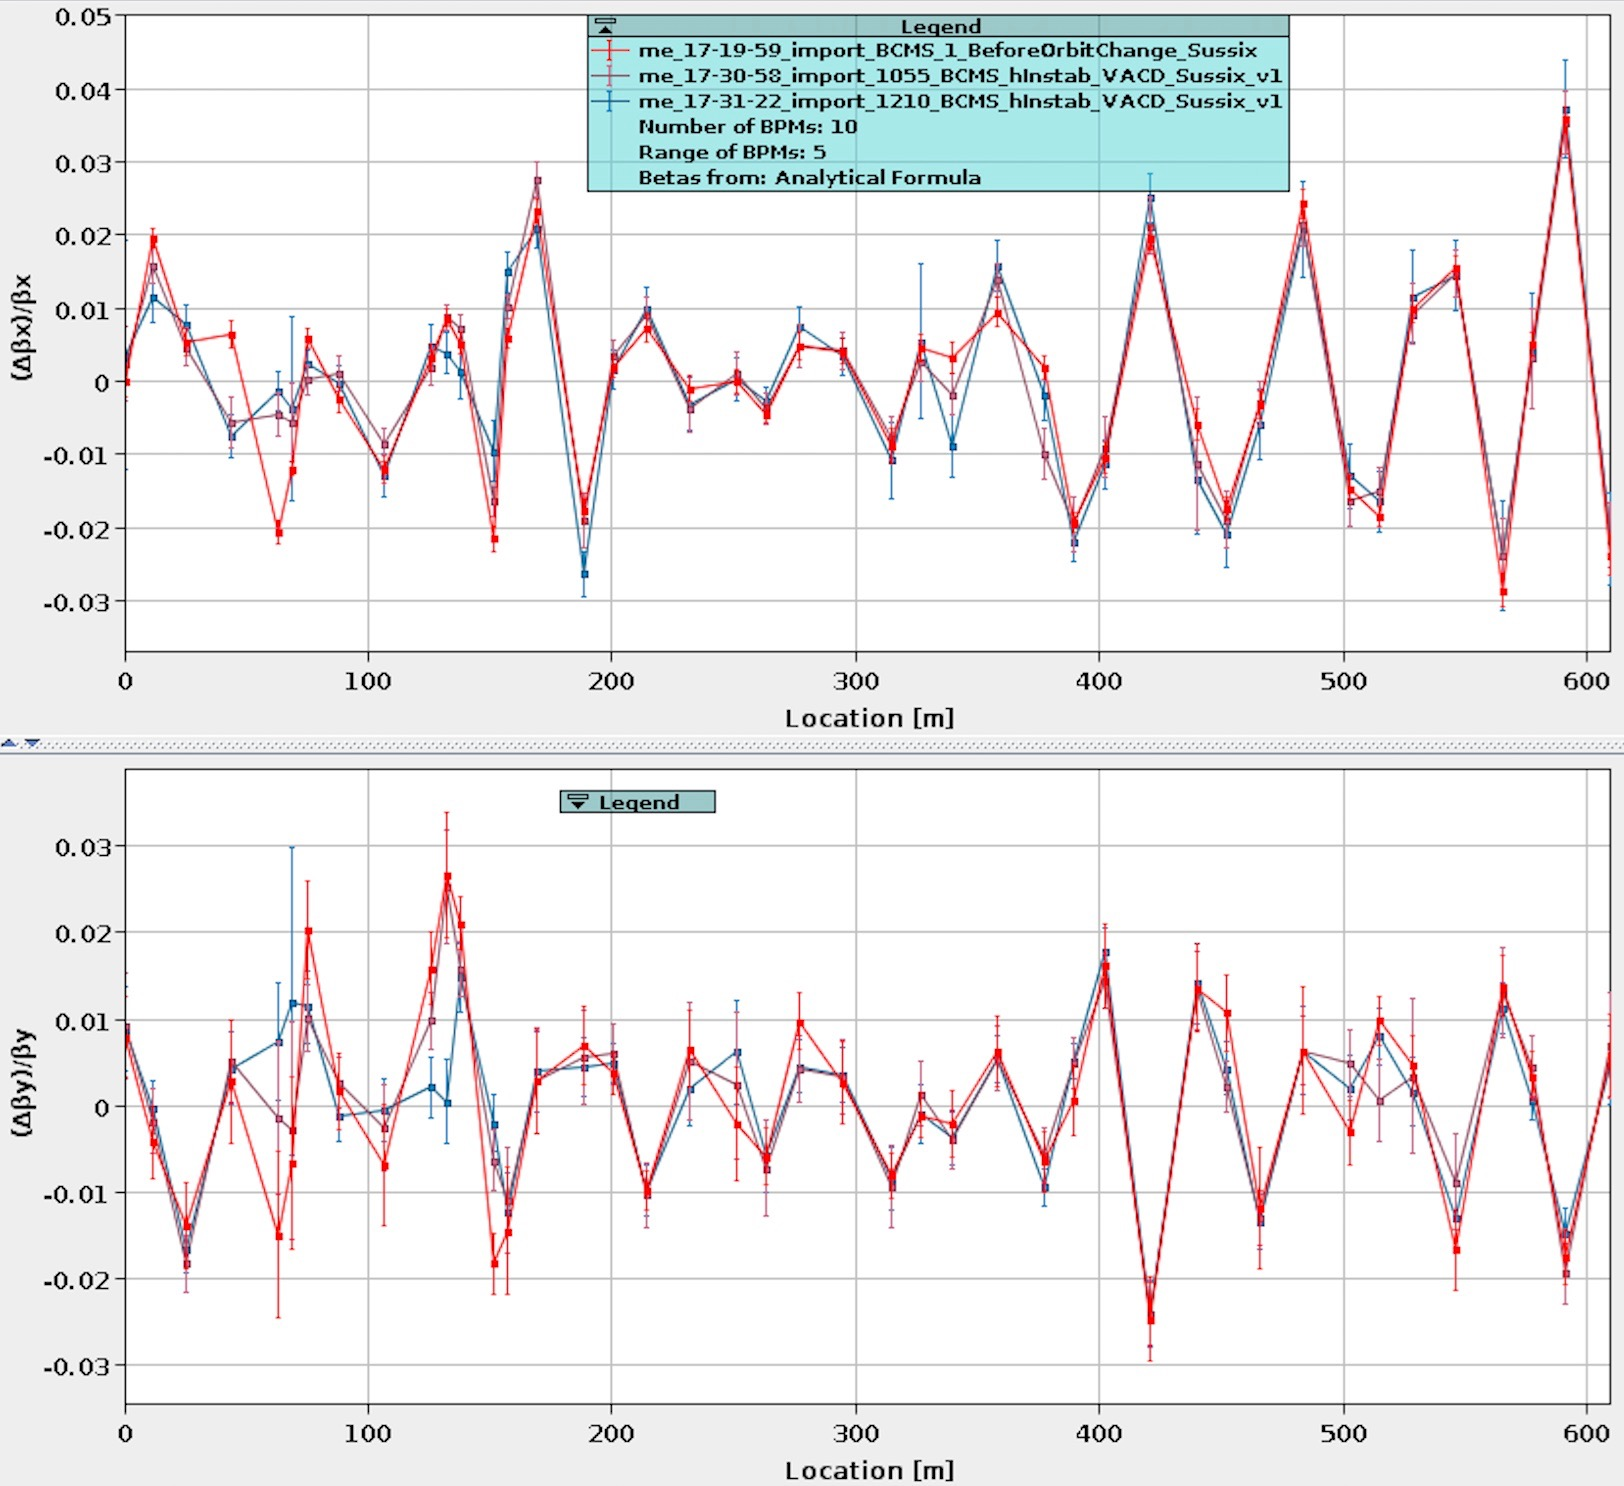 0.05
0.04
0.03
0.02
0.01
0
-0.01
-0.02
-0.03
(Δβx)/βx
Legend
me_17-19-59_import_BCMS_1_BeforeOrbitChange_Sussix
me_17-30-58_import_1055_BCMS_hInstab_VACD_Sussix_v1
me_17-31-22_import_1210_BCMS_hInstab_VACD_Sussix_v1
Number of BPMs: 10
Range of BPMs: 5
Betas from: Analytical Formula
0 100 200 300 400 500 600
Location [m]
Legend
0.03
0.02
0.01
0
-0.01
-0.02
-0.03
(Δβy)/βy
0 100 200 300 400 500 600
Location [m]